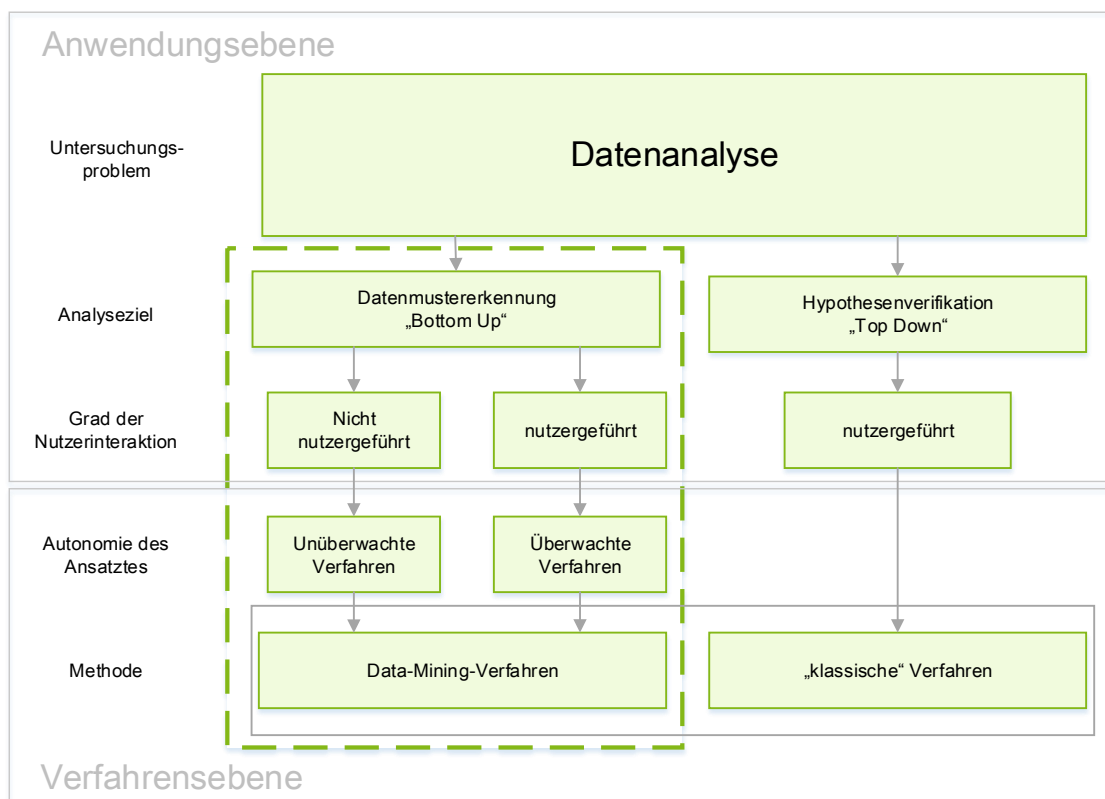 Anwendungsebene
Untersuchungs-
problem
Datenanalyse
Analyseziel
Datenmustererkennung
„Bottom Up“
Hypothesenverifikation
„Top Down“
Grad der
Nutzerinteraktion
Nicht
nutzergeführt
nutzergeführt
nutzergeführt
Autonomie des
Ansatztes
Unüberwachte
Verfahren
Überwachte
Verfahren
Methode
Data-Mining-Verfahren
„klassische“ Verfahren
Verfahrensebene